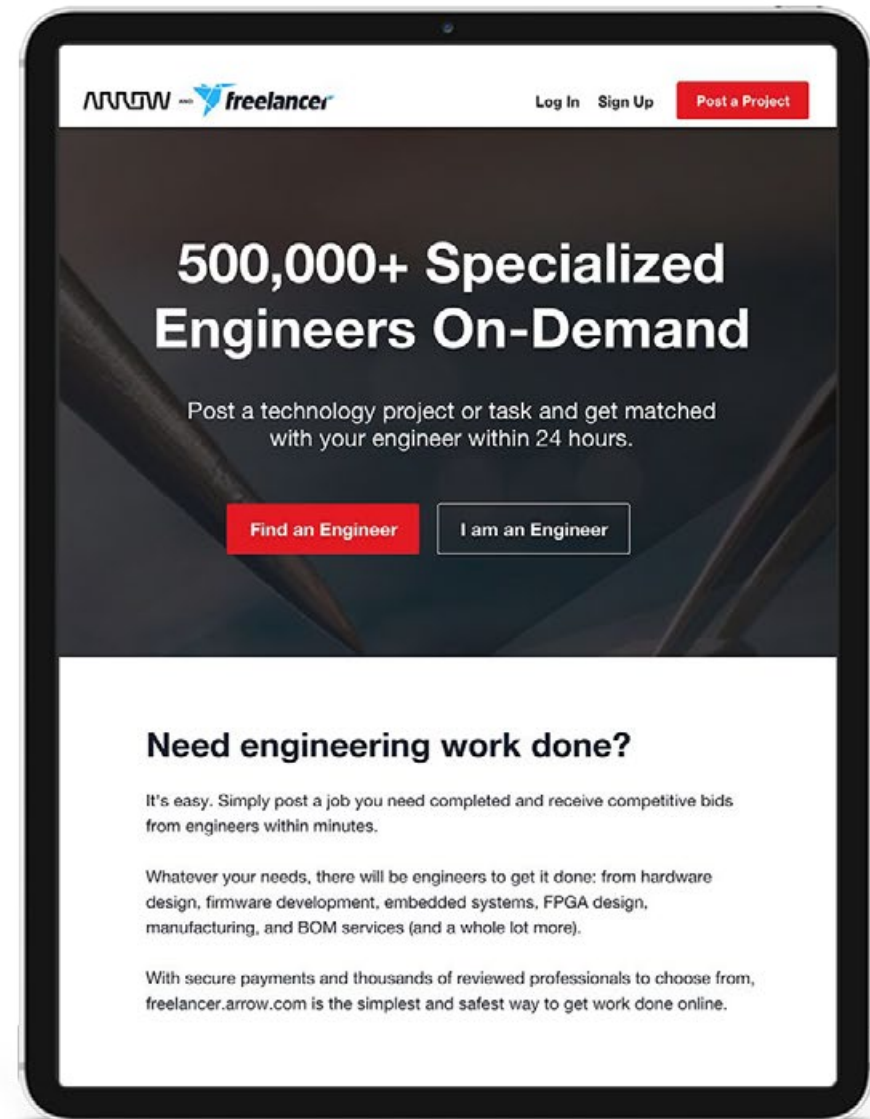 ARROW AND freelancer
Log In Sign Up Post a Project
500,000+ Specialized
Engineers On-Demand
Post a technology project or task and get matched
with your engineer within 24 hours.
Find an Engineer I am an Engineer
Need engineering work done?
It's easy. Simply post a job you need completed and receive competitive bids
from engineers within minutes.
Whatever your needs, there will be engineers to get it done: from hardware
design, firmware development, embedded systems, FPGA design,
manufacturing, and BOM services (and a whole lot more).
With secure payments and thousands of reviewed professionals to choose from,
freelancer.arrow.com is the simplest and safest way to get work done online.